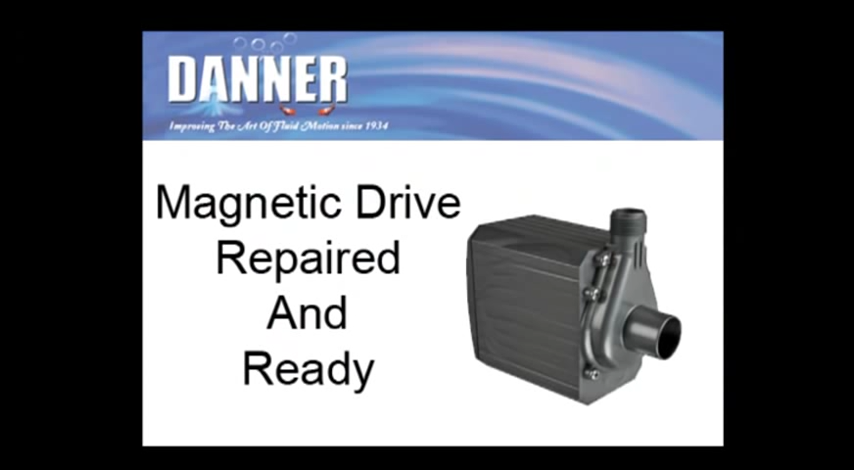 DANNER
Improving The Art Of Fluid Motion since 1934
Magnetic Drive
Repaired
And
Ready